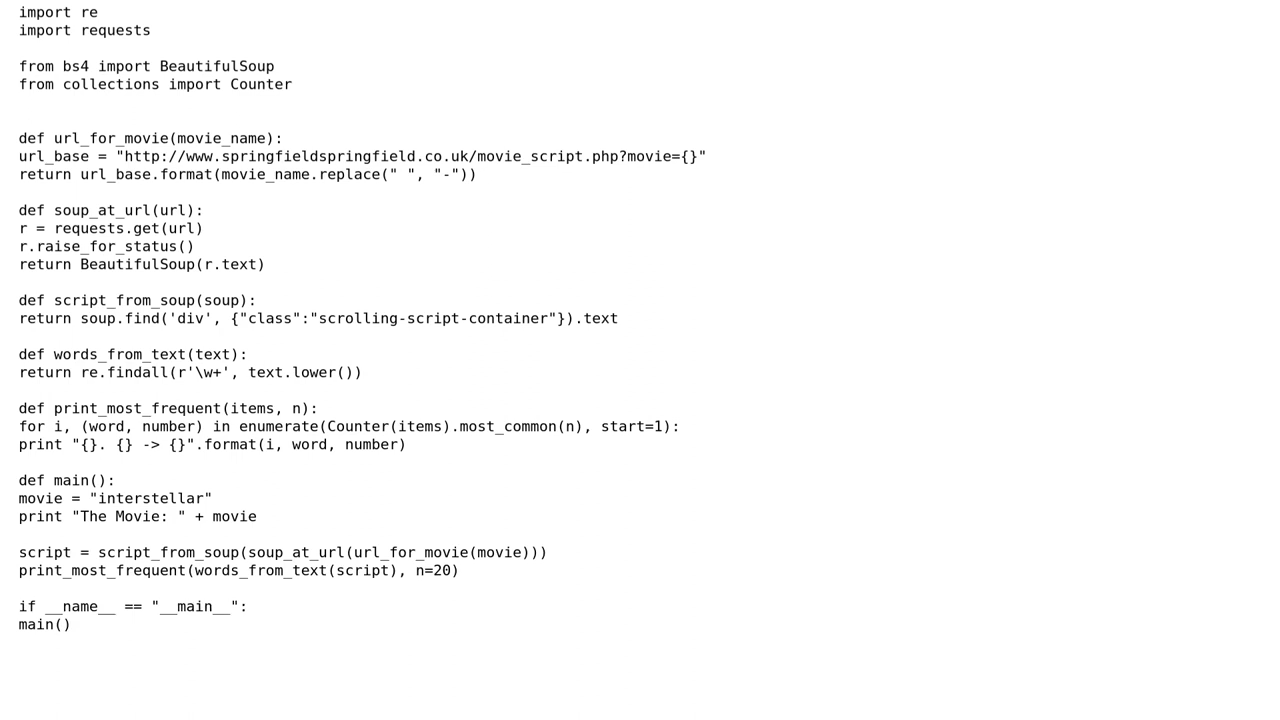 import re
import requests

from bs4 import BeautifulSoup
from collections import Counter


def url_for_movie(movie_name):
url_base = "http://www.springfieldspringfield.co.uk/movie_script.php?movie={}"
return url_base.format(movie_name.replace(" ", "-"))

def soup_at_url(url):
r = requests.get(url)
r.raise_for_status()
return BeautifulSoup(r.text)

def script_from_soup(soup):
return soup.find('div', {"class":"scrolling-script-container"}).text

def words_from_text(text):
return re.findall(r'\w+', text.lower())

def print_most_frequent(items, n):
for i, (word, number) in enumerate(Counter(items).most_common(n), start=1):
print "{}. {} -> {}".format(i, word, number)

def main():
movie = "interstellar"
print "The Movie: " + movie

script = script_from_soup(soup_at_url(url_for_movie(movie)))
print_most_frequent(words_from_text(script), n=20)

if __name__ == "__main__":
main()